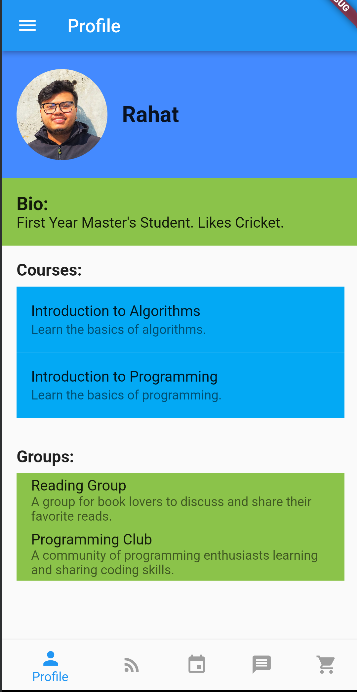 Profile
Rahat
Bio:
First Year Master's Student. Likes Cricket.
Courses:
Introduction to Algorithms
Learn the basics of algorithms.
Introduction to Programming
Learn the basics of programming.
Groups:
Reading Group
A group for book lovers to discuss and share their
favorite reads.
Programming Club
A community of programming enthusiasts learning
and sharing coding skills.
Profile